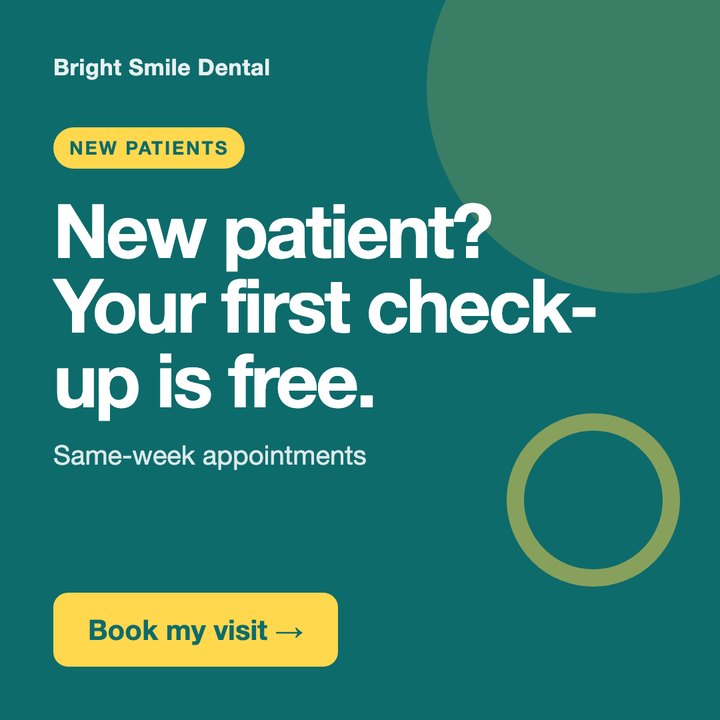 Bright Smile Dental
NEW PATIENTS
New patient?
Your first check-
up is free.
Same-week appointments
Book my visit →